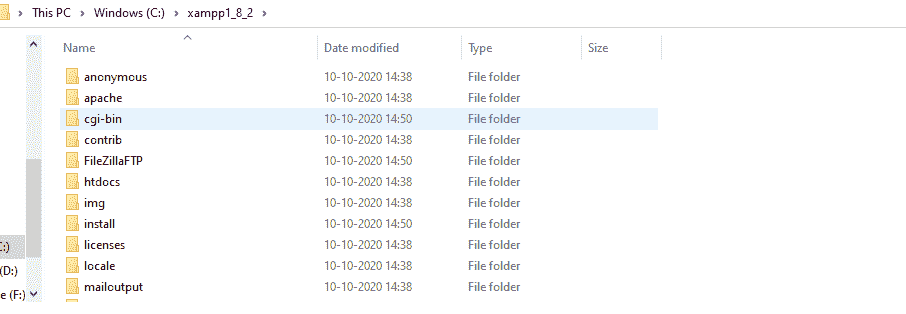 This PC > Windows (C:) > xampp1_8_2 >
Name Date modified Type Size
anonymous 10-10-2020 14:38 File folder
apache 10-10-2020 14:38 File folder
cgi-bin 10-10-2020 14:50 File folder
contrib 10-10-2020 14:38 File folder
FileZillaFTP 10-10-2020 14:50 File folder
htdocs 10-10-2020 14:38 File folder
img 10-10-2020 14:38 File folder
install 10-10-2020 14:50 File folder
licenses 10-10-2020 14:38 File folder
C:)
locale 10-10-2020 14:38 File folder
(D:)
mailoutput 10-10-2020 14:38 File folder
e (F:)